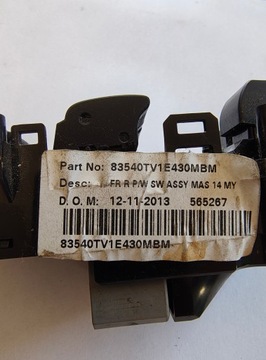 Part No: 83540TV1E430MBM
Desc: FR R P/W SW ASSY MAS 14 MY
D. O. M: 12-11-2013 565267
83540TV1E430MBM